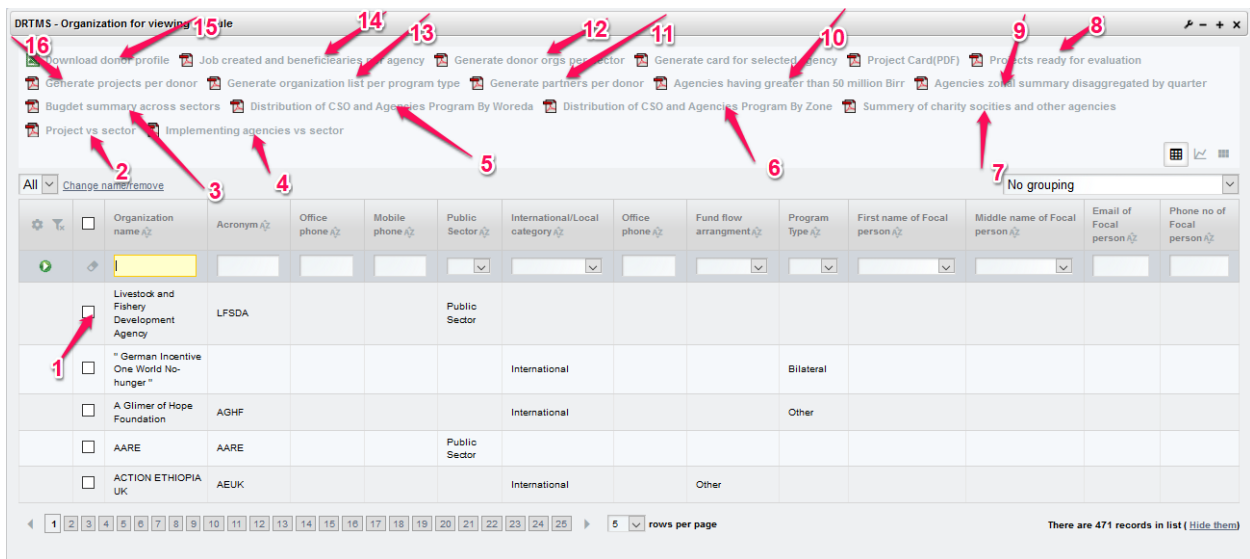 DRTMS - Organization for viewing ule
15 14 13 12 11 10 9 8
16
Download donor profile Job created and beneficiearies per agency Generate donor orgs per sector Generate card for selected agency Project Card(PDF) Projects ready for evaluation
Generate projects per donor Generate organization list per program type Generate partners per donor Agencies having greater than 50 million Birr Agencies zonal summary disaggregated by quarter
Bugdet summary across sectors Distribution of CSO and Agencies Program By Woreda Distribution of CSO and Agencies Program By Zone Summery of charity socities and other agencies
Project vs sector Implementing agencies vs sector
2 3 4 5 6 7
All Change name/remove No grouping
Organization name Acronym Office phone Mobile phone Public Sector International/Local category Office phone Fund flow arrangment Program Type First name of Focal person Middle name of Focal person Email of Focal person Phone no of Focal person
Livestock and Fishery Development Agency LFSDA Public Sector
1
" German Incentive One World No-hunger " International Bilateral
A Glimer of Hope Foundation AGHF International Other
AARE AARE Public Sector
ACTION ETHIOPIA UK AEUK International Other
1 2 3 4 5 6 7 8 9 10 11 12 13 14 15 16 17 18 19 20 21 22 23 24 25 5 rows per page There are 471 records in list ( Hide them)